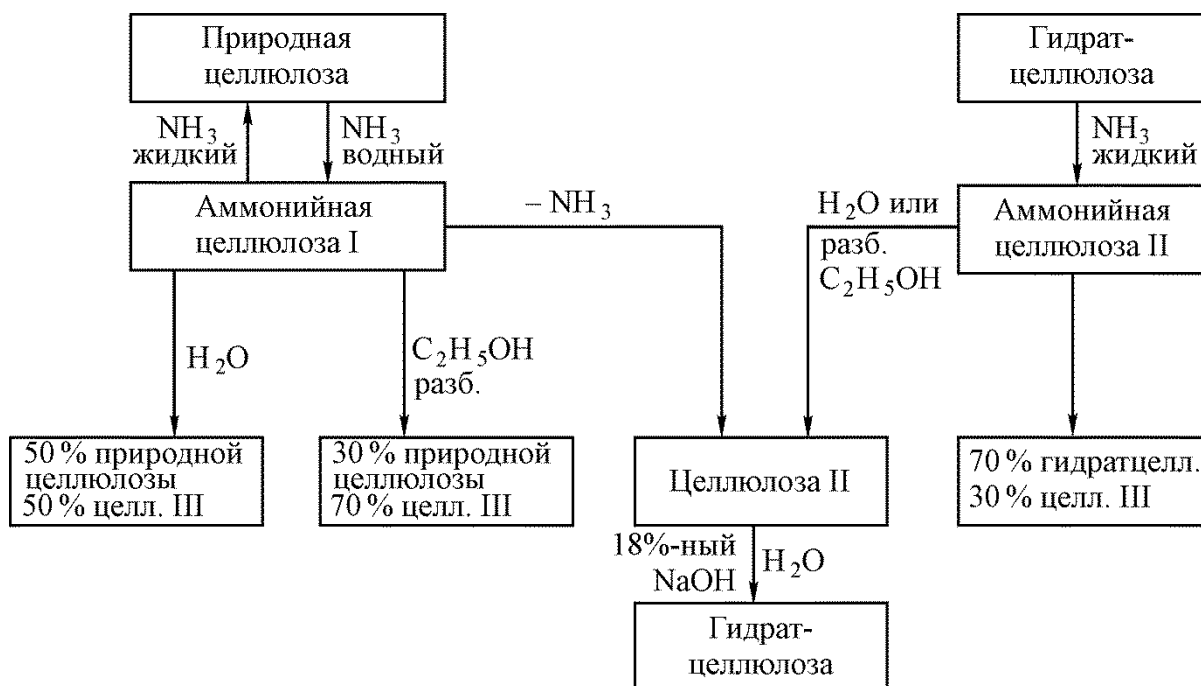 Природная
целлюлоза
Гидрат-
целлюлоза
NH₃
жидкий
NH₃
водный
NH₃
жидкий
Аммонийная
целлюлоза I
– NH₃
H₂O или
разб.
C₂H₅OH
Аммонийная
целлюлоза II
H₂O
C₂H₅OH
разб.
50 % природной
целлюлозы
50 % целл. III
30 % природной
целлюлозы
70 % целл. III
Целлюлоза II
70 % гидратцелл.
30 % целл. III
18%-ный
NaOH
H₂O
Гидрат-
целлюлоза